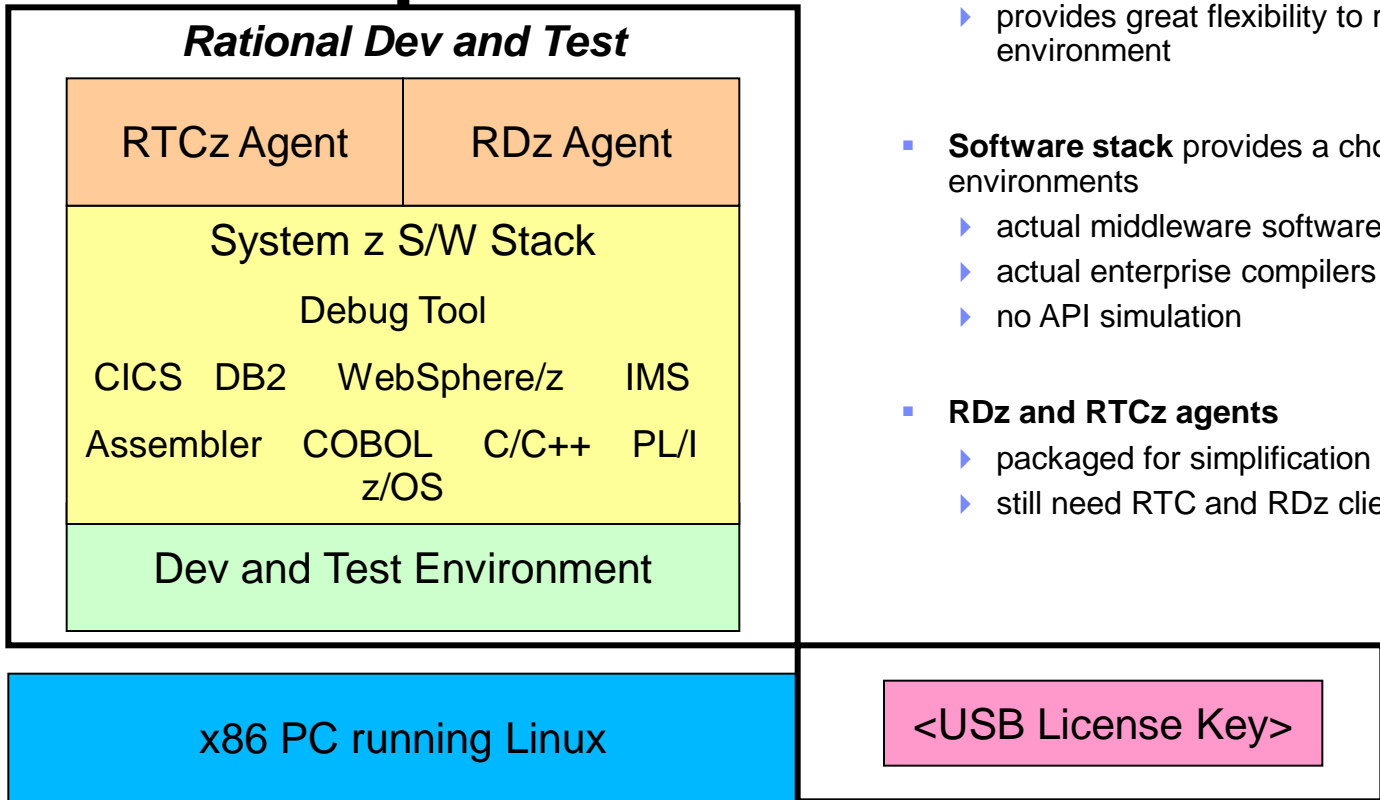 Rational Dev and Test
RTCz Agent
RDz Agent
System z S/W Stack
Debug Tool
CICS DB2 WebSphere/z IMS
Assembler COBOL C/C++ PL/I
z/OS
Dev and Test Environment
x86 PC running Linux
<USB License Key>
provides great flexibility to
environment
Software stack provides a
environments
actual middleware software
actual enterprise compilers
no API simulation
RDz and RTCz agents
packaged for simplification
still need RTC and RDz